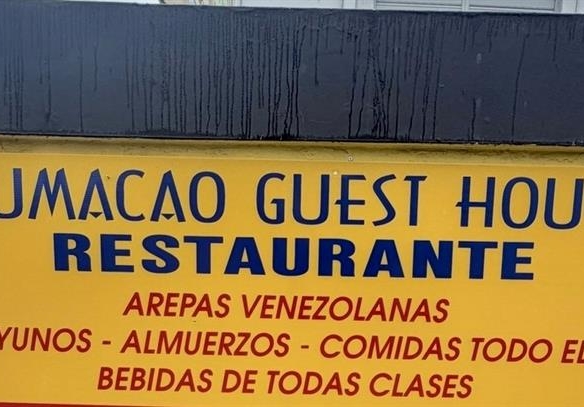 UMACAO GUEST HOU
RESTAURANTE
AREPAS VENEZOLANAS
YUNOS - ALMUERZOS - COMIDAS TODO EL
BEBIDAS DE TODAS CLASES